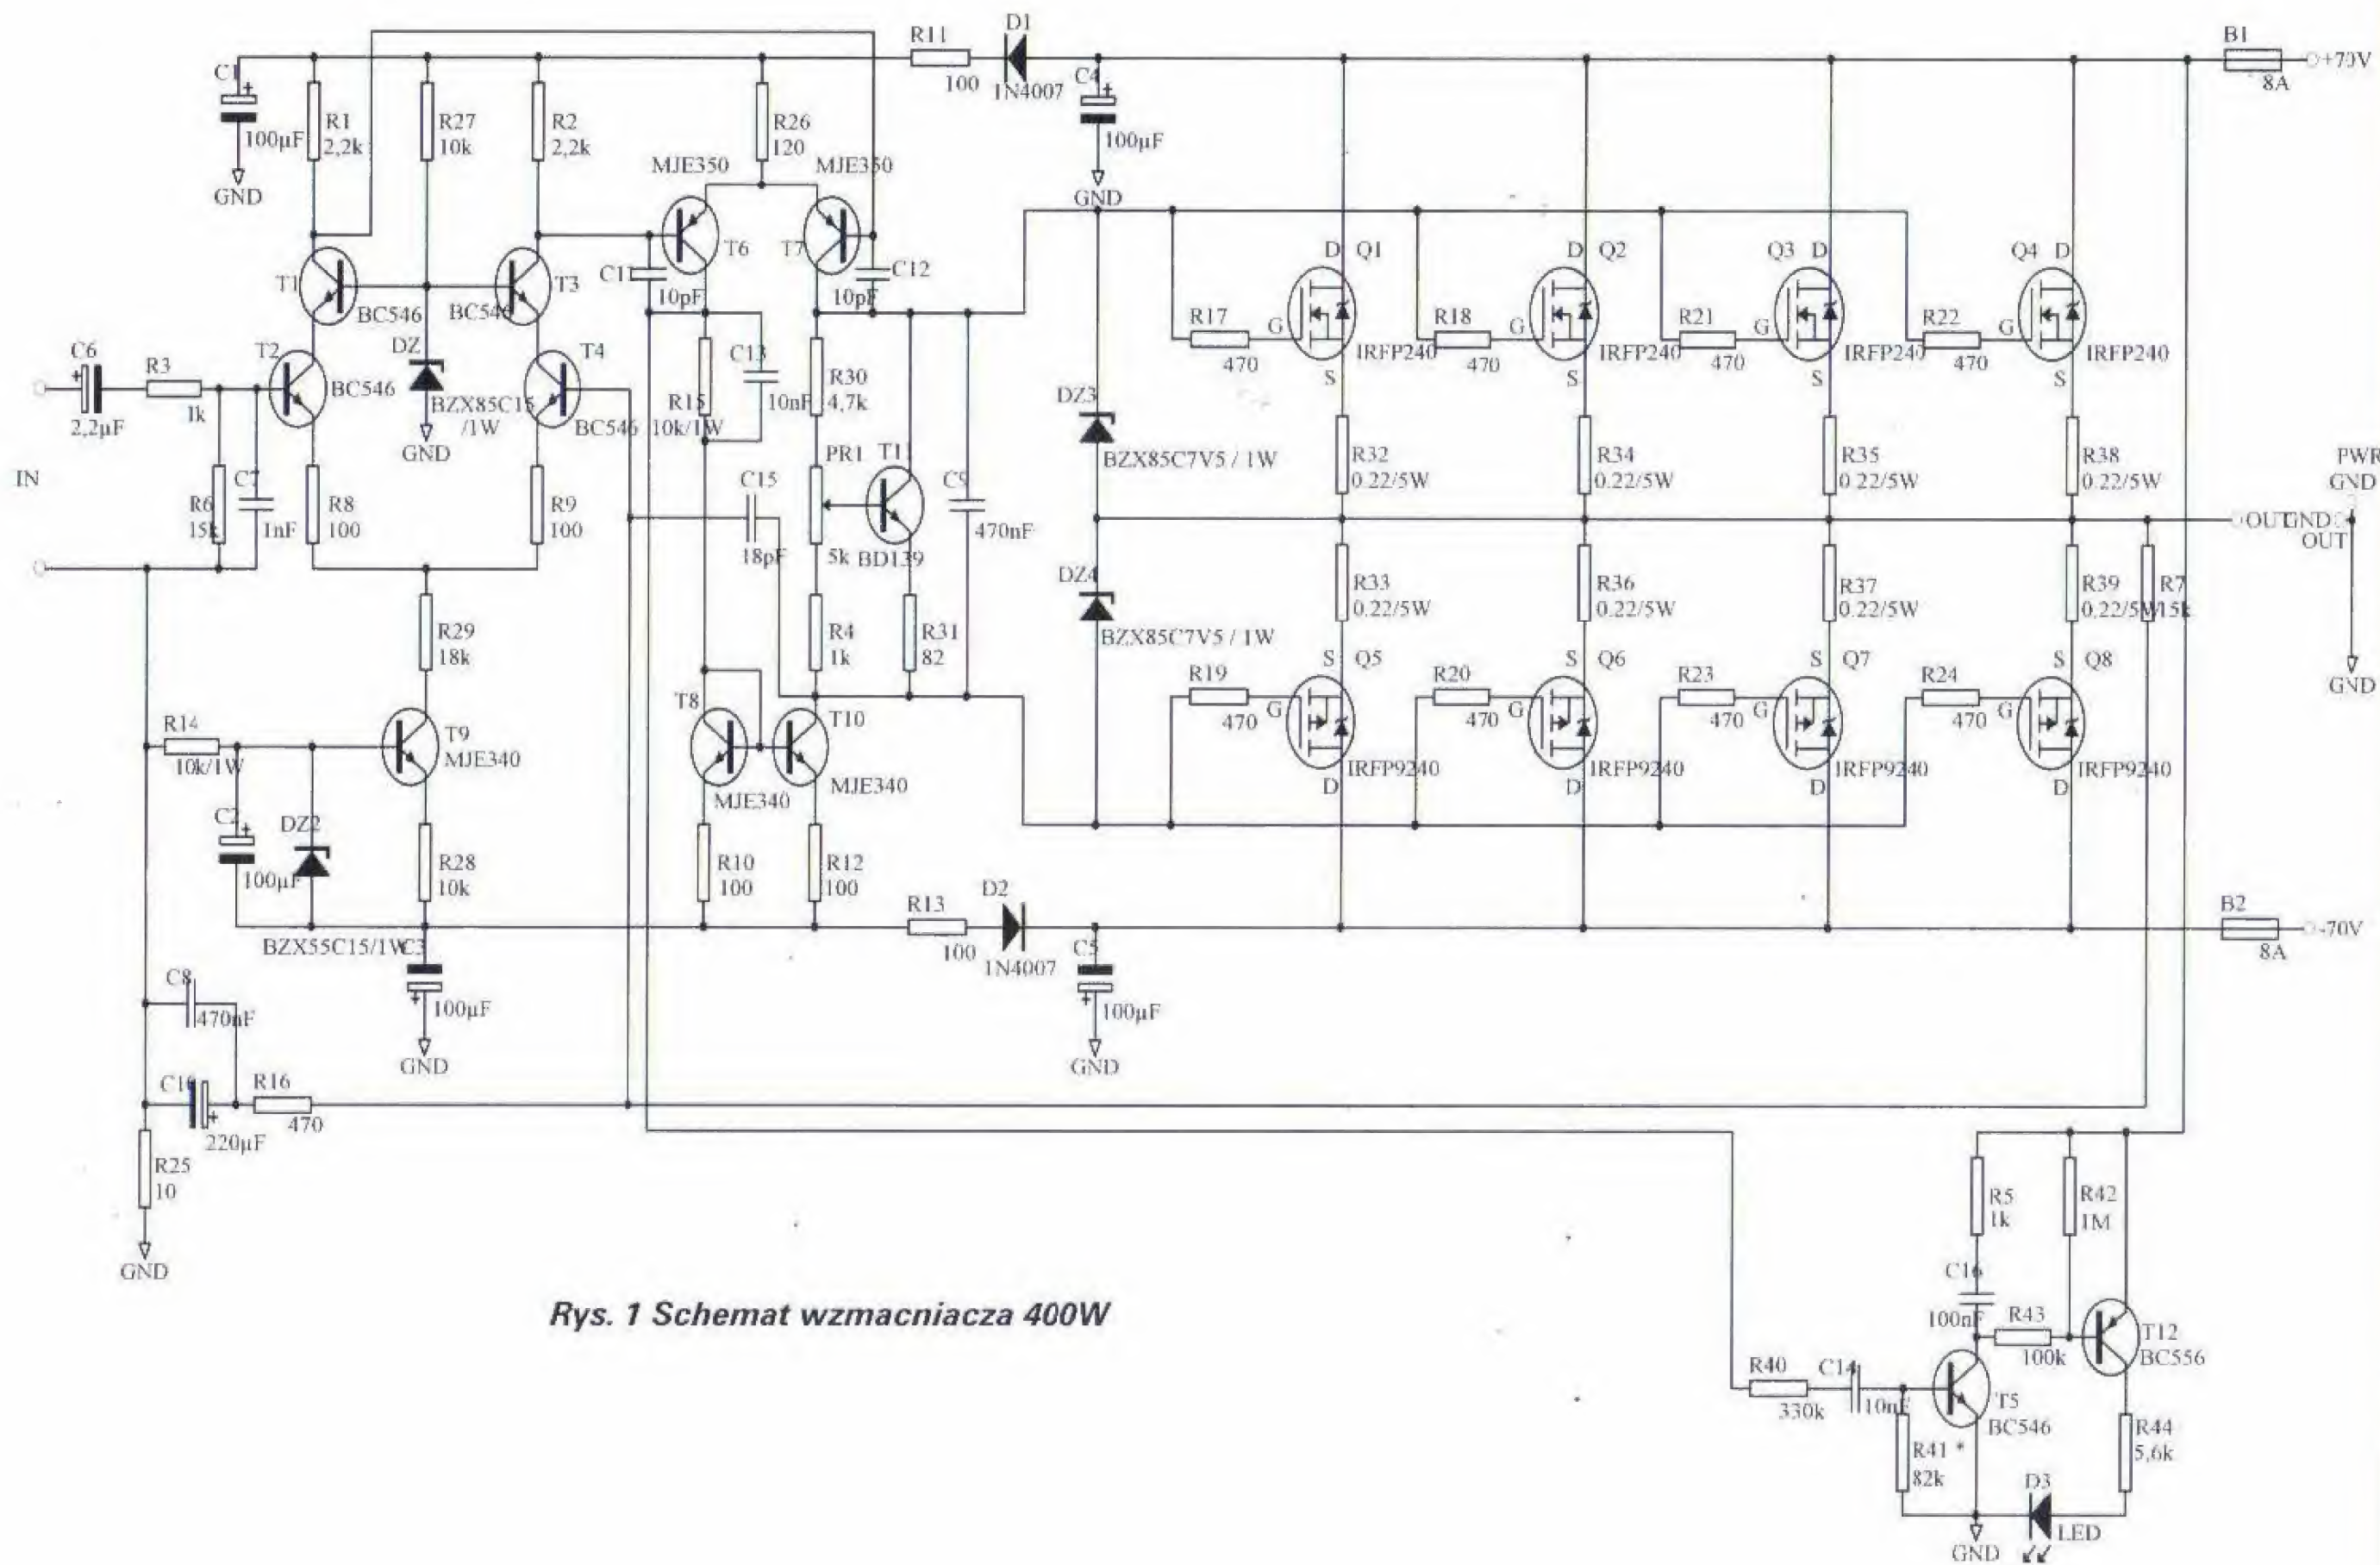 R11
100
D1
1N4007
B1
8A
+70V
C1
100µF
GND
R1
2,2k
R27
10k
R2
2,2k
R26
120
MJE350
MJE350
C4
100µF
GND
T1
BC546
T3
T6
T7
C11
10pF
C12
10pF
D Q1
D Q2
Q3 D
Q4 D
R17
470
G
S
IRFP240
R18
470
G
S
IRFP240
R21
470
G
S
IRFP240
R22
470
G
S
IRFP240
C6
2,2µF
R3
1k
T2
BC546
DZ
BZX85C15
/1W
GND
T4
BC546
R15
10k/1W
C13
10nF
R30
4,7k
DZ3
BZX85C7V5 / 1W
IN
R6
15k
1nF
R8
100
R9
100
C15
18pF
PR1
5k
BD139
470nF
R32
0.22/5W
R34
0.22/5W
R35
0.22/5W
R38
0.22/5W
PWR
GND
OUT
GND
OUT
GND
DZ4
BZX85C7V5 / 1W
R33
0.22/5W
R36
0.22/5W
R37
0.22/5W
R39
0,22/5W
R7
15k
R29
18k
R4
1k
R31
82
R14
10k/1W
T9
MJE340
T8
MJE340
T10
MJE340
R19
470
G
S Q5
IRFP9240
D
R20
470
G
S Q6
IRFP9240
D
R23
470
G
S Q7
IRFP9240
D
R24
470
G
S Q8
IRFP9240
D
C2
100µF
DZ2
BZX55C15/1W
R28
10k
R10
100
R12
100
R13
100
D2
1N4007
B2
8A
-70V
C3
100µF
GND
C5
100µF
GND
C8
470nF
C10
220µF
R16
470
R25
10
GND
R5
1k
R42
1M
C16
100nF
R43
100k
T12
BC556
R40
330k
C14
10nF
T5
BC546
R41 *
82k
R44
5,6k
D3
LED
GND
Rys. 1 Schemat wzmacniacza 400W